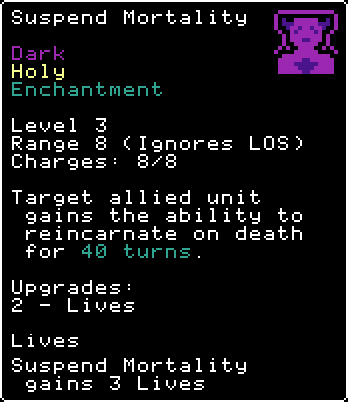 Suspend Mortality
Dark
Holy
Enchantment
Level 3
Range 8 (Ignores LOS)
Charges: 8/8
Target allied unit
gains the ability to
reincarnate on death
for 40 turns.
Upgrades:
2 - Lives
Lives
Suspend Mortality
gains 3 Lives